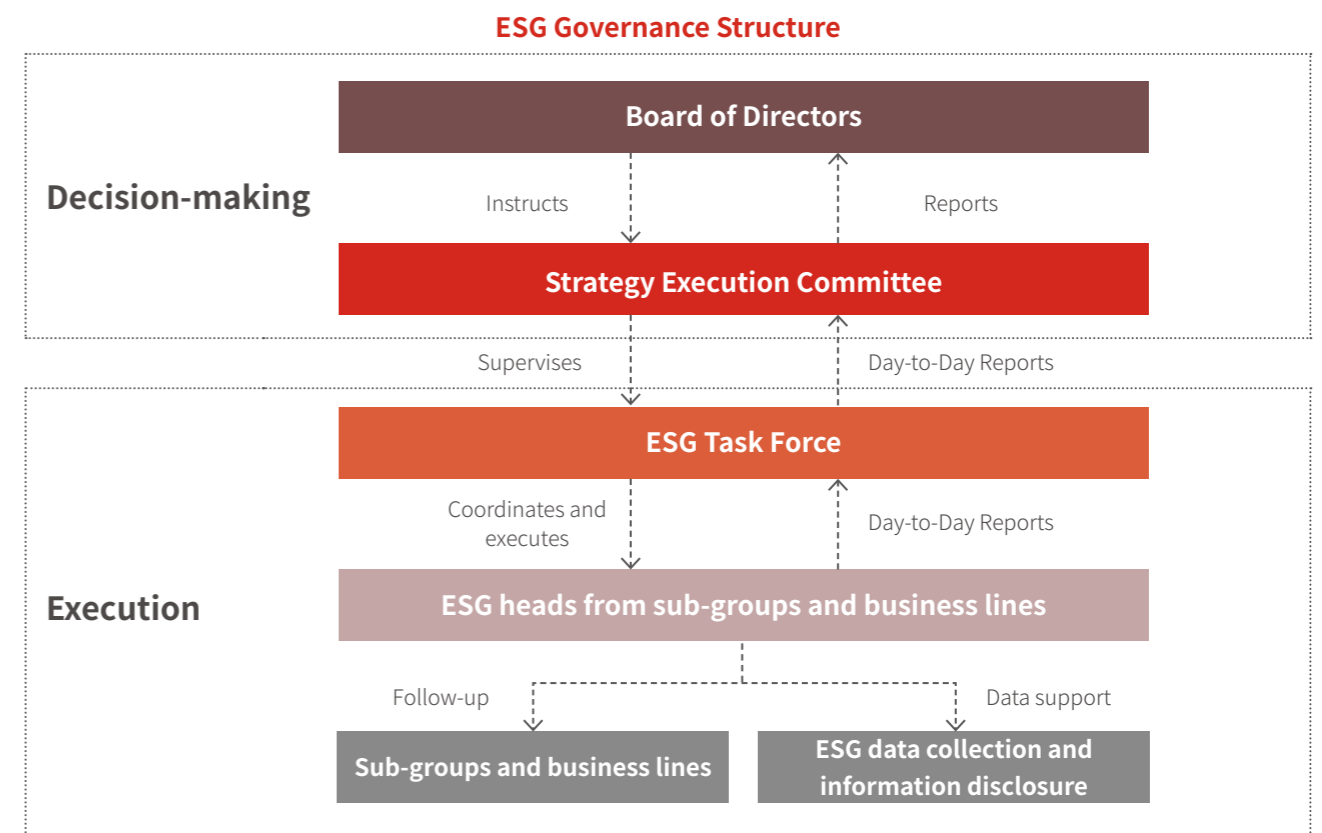 ESG Governance Structure
Board of Directors
Decision-making
Instructs
Reports
Strategy Execution Committee
Supervises
Day-to-Day Reports
ESG Task Force
Coordinates and
executes
Day-to-Day Reports
Execution
ESG heads from sub-groups and business lines
Follow-up
Data support
Sub-groups and business lines
ESG data collection and
information disclosure